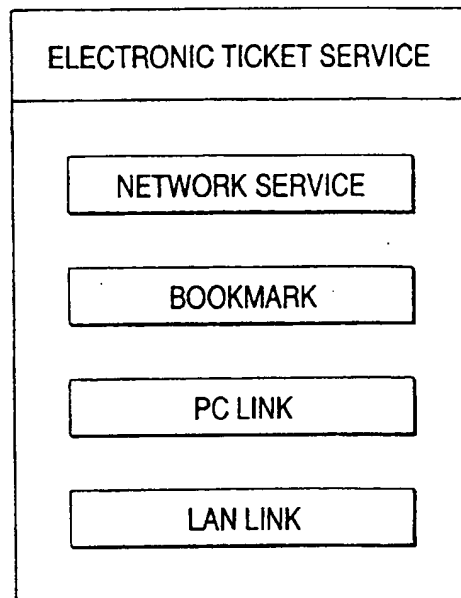 ELECTRONIC TICKET SERVICE
NETWORK SERVICE
BOOKMARK
PC LINK
LAN LINK